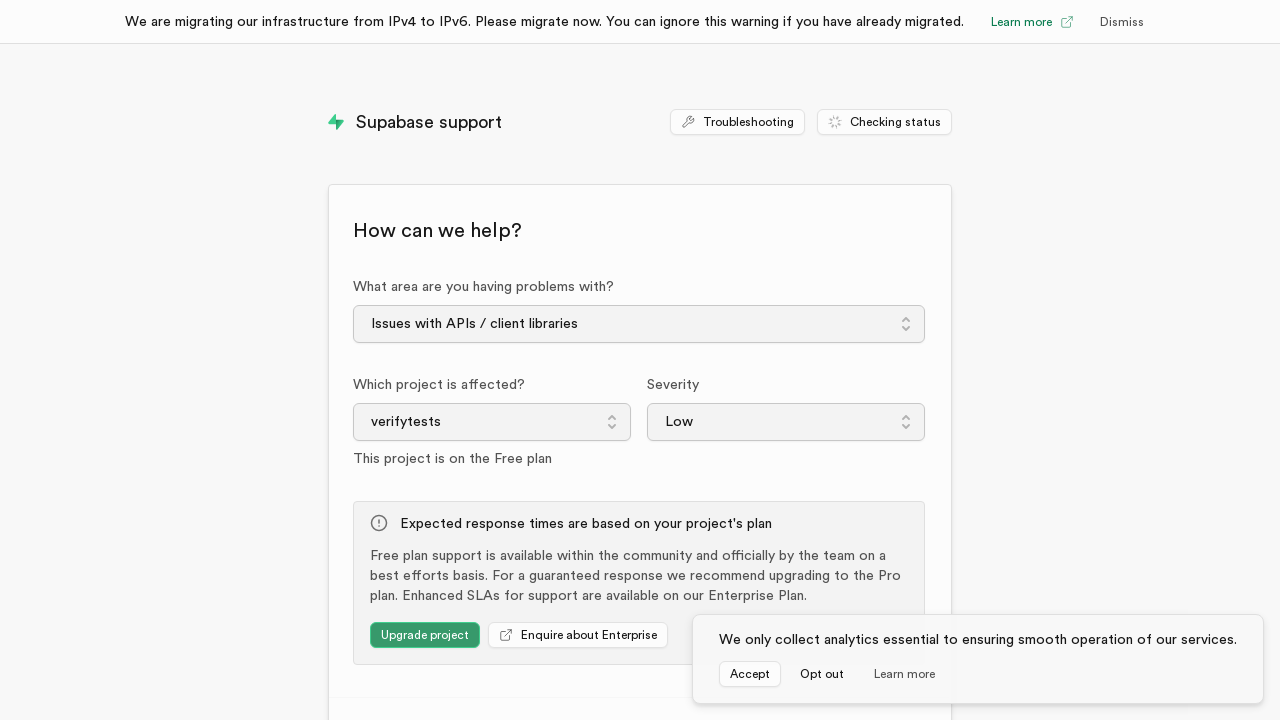 We are migrating our infrastructure from IPv4 to IPv6. Please migrate now. You can ignore this warning if you have already migrated. Learn more Dismiss
Supabase support Troubleshooting Checking status
How can we help?
What area are you having problems with?
Issues with APIs / client libraries
Which project is affected? Severity
verifytests Low
This project is on the Free plan
Expected response times are based on your project's plan
Free plan support is available within the community and officially by the team on a
best efforts basis. For a guaranteed response we recommend upgrading to the Pro
plan. Enhanced SLAs for support are available on our Enterprise Plan.
Upgrade project Enquire about Enterprise
We only collect analytics essential to ensuring smooth operation of our services.
Accept Opt out Learn more